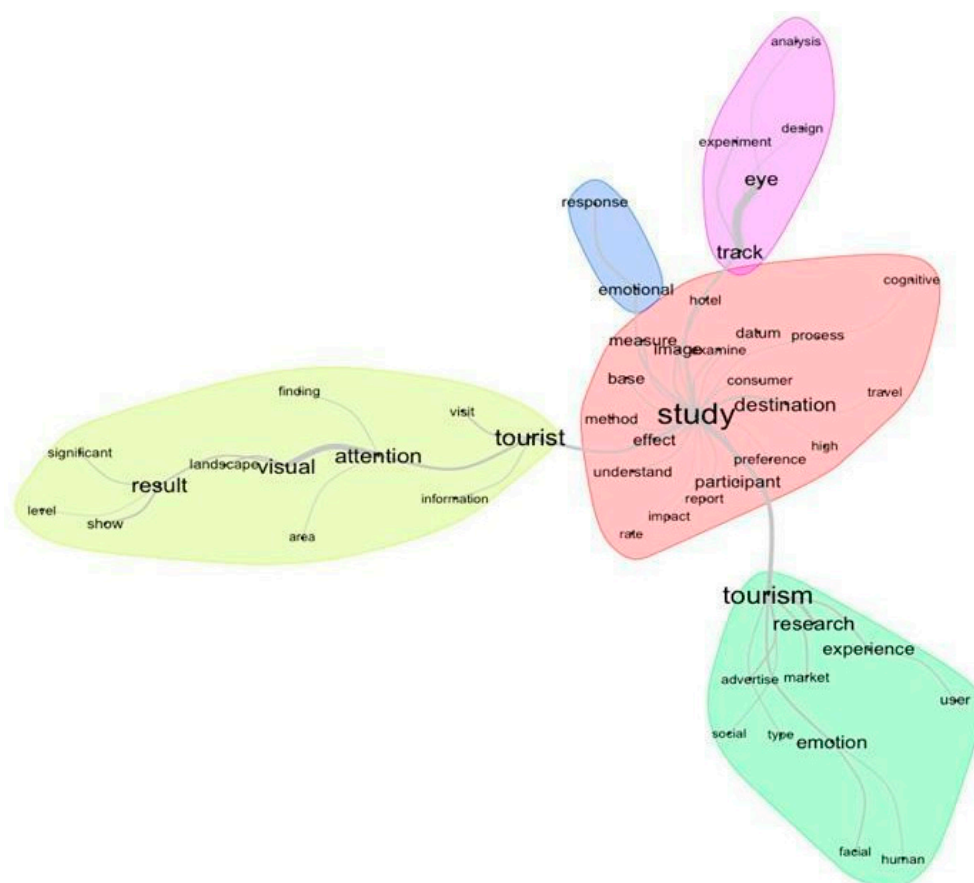 analysis
design
experiment
eye
response
track
cognitive
emotional
hotel
datum
process
measure
image
examine
base
consumer
travel
finding
destination
visit
method
study
tourist
effect
high
significant
attention
landscape
visual
preference
understand
participant
result
information
report
level
impact
show
rate
area
tourism
research
experience
advertise
market
user
social
type
emotion
facial
human